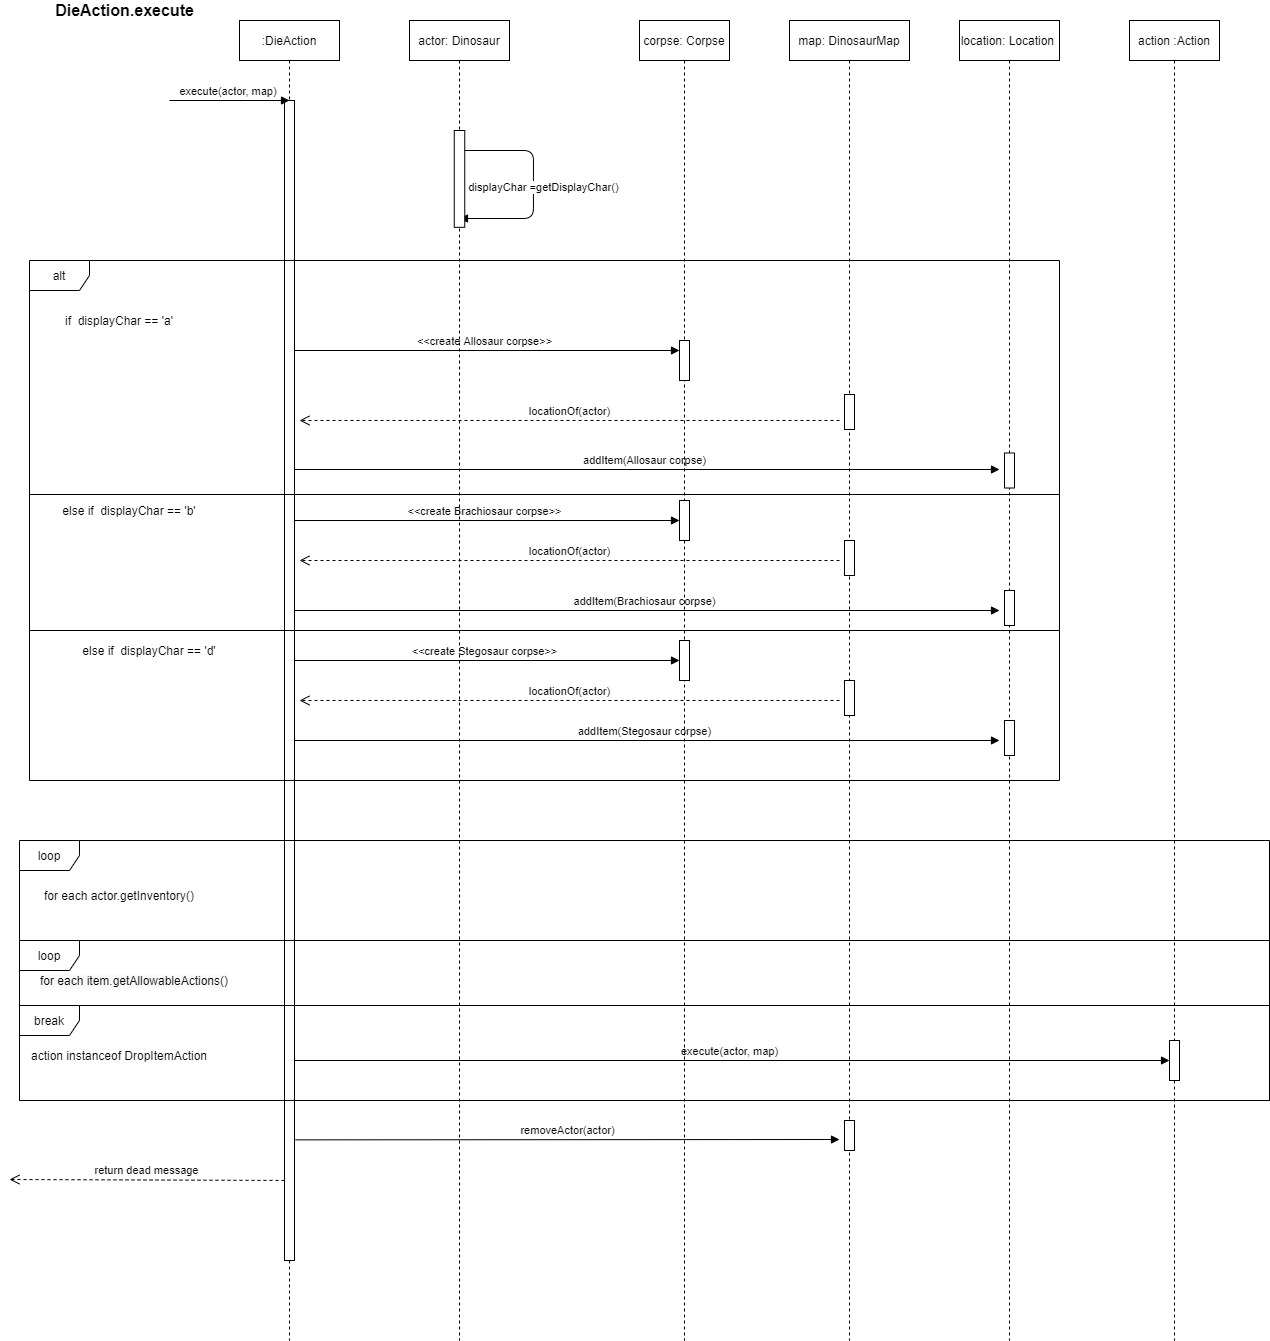 DieAction.execute
:DieAction
actor: Dinosaur
corpse: Corpse
map: DinosaurMap
location: Location
action :Action
execute(actor, map)
displayChar =getDisplayChar()
alt
if  displayChar == 'a'
<<create Allosaur corpse>>
locationOf(actor)
addItem(Allosaur corpse)
else if  displayChar == 'b'
<<create Brachiosaur corpse>>
locationOf(actor)
addItem(Brachiosaur corpse)
else if  displayChar == 'd'
<<create Stegosaur corpse>>
locationOf(actor)
addItem(Stegosaur corpse)
loop
for each actor.getInventory()
loop
for each item.getAllowableActions()
break
action instanceof DropItemAction
execute(actor, map)
removeActor(actor)
return dead message